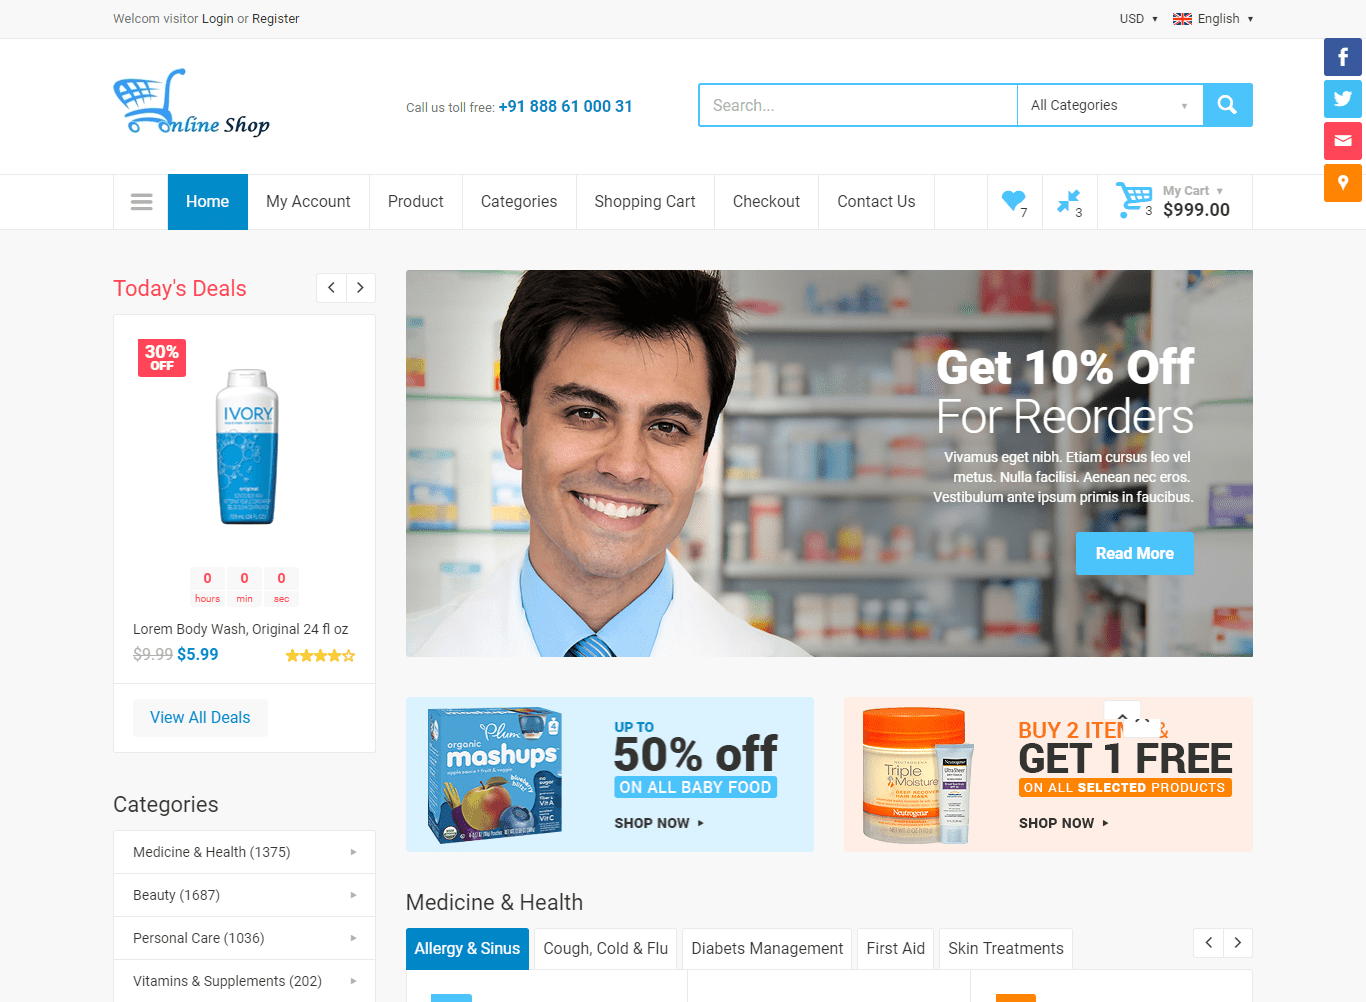 Welcom visitor Login or Register
USD
English
Online Shop
Call us toll free: +91 888 61 000 31
Search...
All Categories
Home
My Account
Product
Categories
Shopping Cart
Checkout
Contact Us
7
3
3
My Cart
$999.00
Today's Deals
30%
OFF
IVORY
original
0
0
0
hours
min
sec
Lorem Body Wash, Original 24 fl oz
$9.99 $5.99
View All Deals
Categories
Medicine & Health (1375)
Beauty (1687)
Personal Care (1036)
Vitamins & Supplements (202)
Get 10% Off
For Reorders
Vivamus eget nibh. Etiam cursus leo vel
metus. Nulla facilisi. Aenean nec eros.
Vestibulum ante ipsum primis in faucibus.
Read More
Plum
organic
mashups
UP TO
50% off
ON ALL BABY FOOD
SHOP NOW
NEUTROGENA
Triple
Moisture
DEEP RECOVERY
HAIR MASK
Neutrogena
Neutrogena
BUY 2 &
GET 1 FREE
ON ALL SELECTED PRODUCTS
SHOP NOW
Medicine & Health
Allergy & Sinus
Cough, Cold & Flu
Diabets Management
First Aid
Skin Treatments